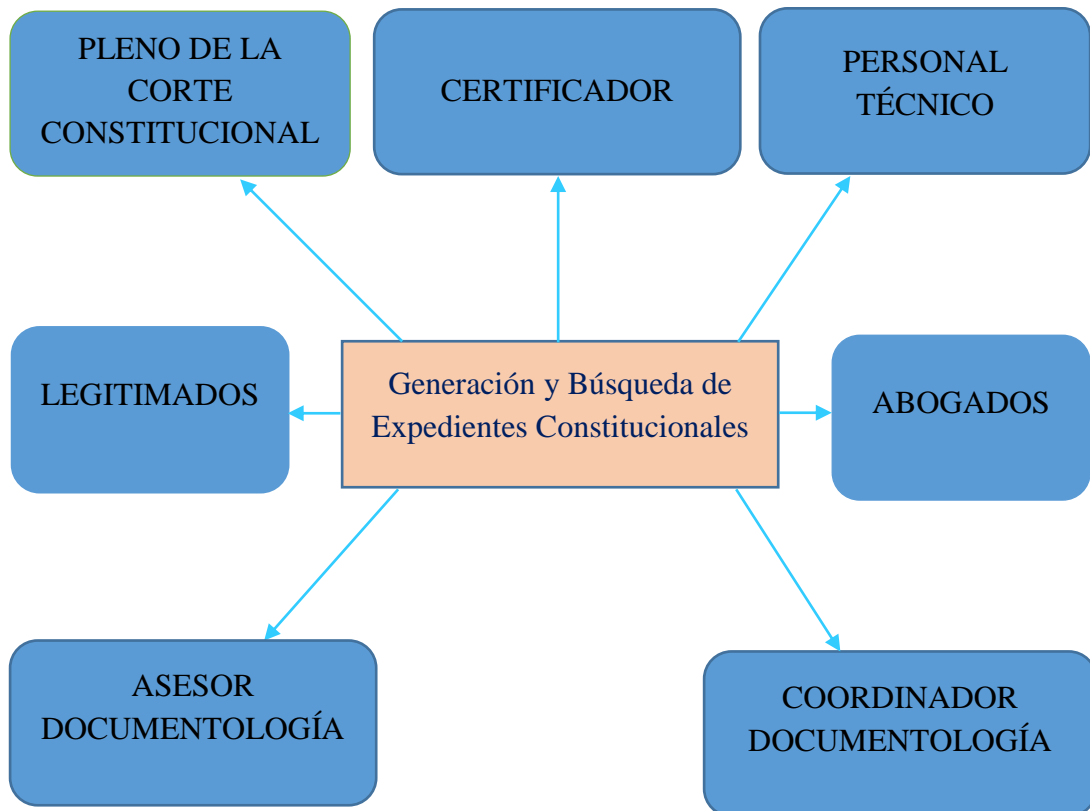 PLENO DE LA
CORTE
CONSTITUCIONAL
CERTIFICADOR
PERSONAL
TÉCNICO
LEGITIMADOS
Generación y Búsqueda de
Expedientes Constitucionales
ABOGADOS
ASESOR
DOCUMENTOLOGÍA
COORDINADOR
DOCUMENTOLOGÍA